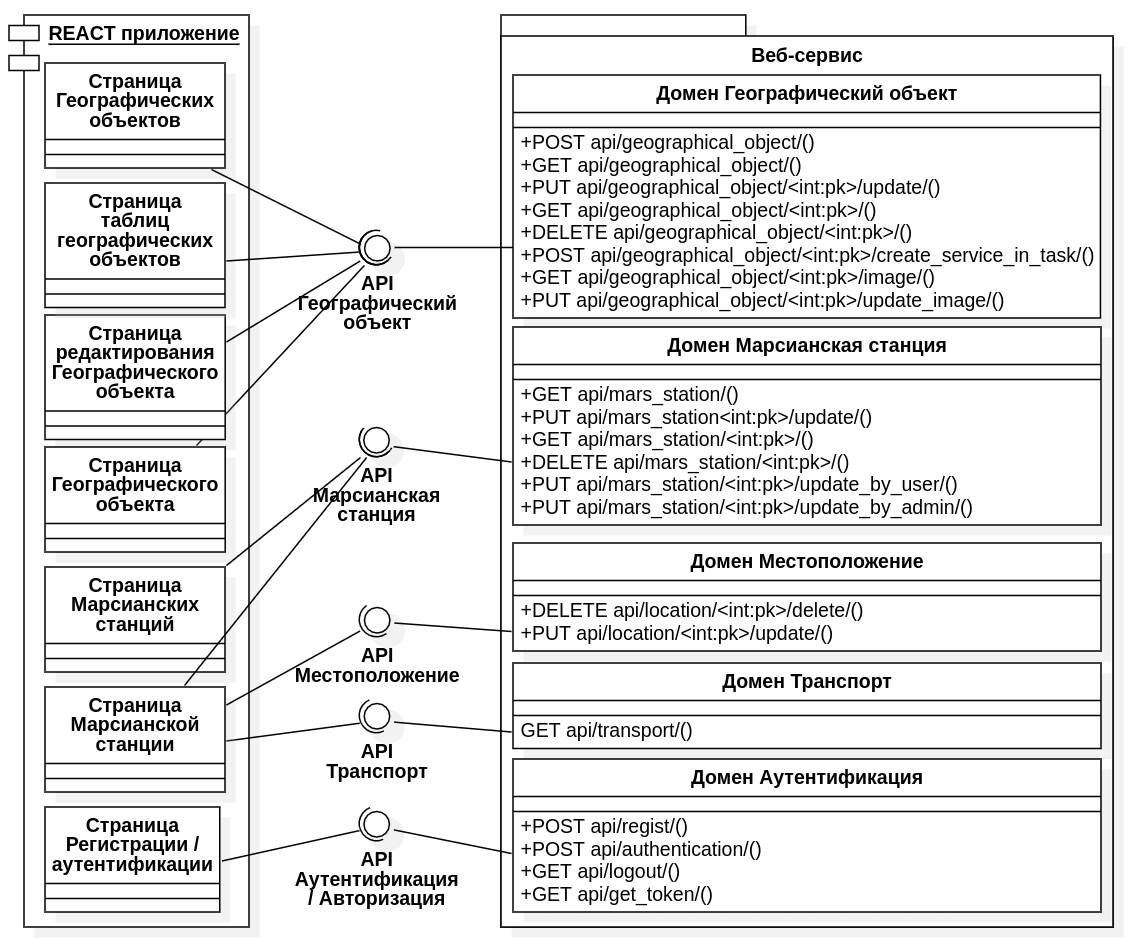 REACT приложение
Страница
Географических
объектов
Страница
таблиц
географических
объектов
Страница
редактирования
Географического
объекта
Страница
Географического
объекта
Страница
Марсианских
станций
Страница
Марсианской
станции
Страница
Регистрации /
аутентификации
API
Географический
объект
API
Марсианская
станция
API
Местоположение
API
Транспорт
API
Аутентификация
/ Авторизация
Веб-сервис
Домен Географический объект
+POST api/geographical_object/()
+GET api/geographical_object/()
+PUT api/geographical_object/<int:pk>/update/()
+GET api/geographical_object/<int:pk>/()
+DELETE api/geographical_object/<int:pk>/()
+POST api/geographical_object/<int:pk>/create_service_in_task/()
+GET api/geographical_object/<int:pk>/image/()
+PUT api/geographical_object/<int:pk>/update_image/()
Домен Марсианская станция
+GET api/mars_station/()
+PUT api/mars_station<int:pk>/update/()
+GET api/mars_station/<int:pk>/()
+DELETE api/mars_station/<int:pk>/()
+PUT api/mars_station/<int:pk>/update_by_user/()
+PUT api/mars_station/<int:pk>/update_by_admin/()
Домен Местоположение
+DELETE api/location/<int:pk>/delete/()
+PUT api/location/<int:pk>/update/()
Домен Транспорт
GET api/transport/()
Домен Аутентификация
+POST api/regist/()
+POST api/authentication/()
+GET api/logout/()
+GET api/get_token/()